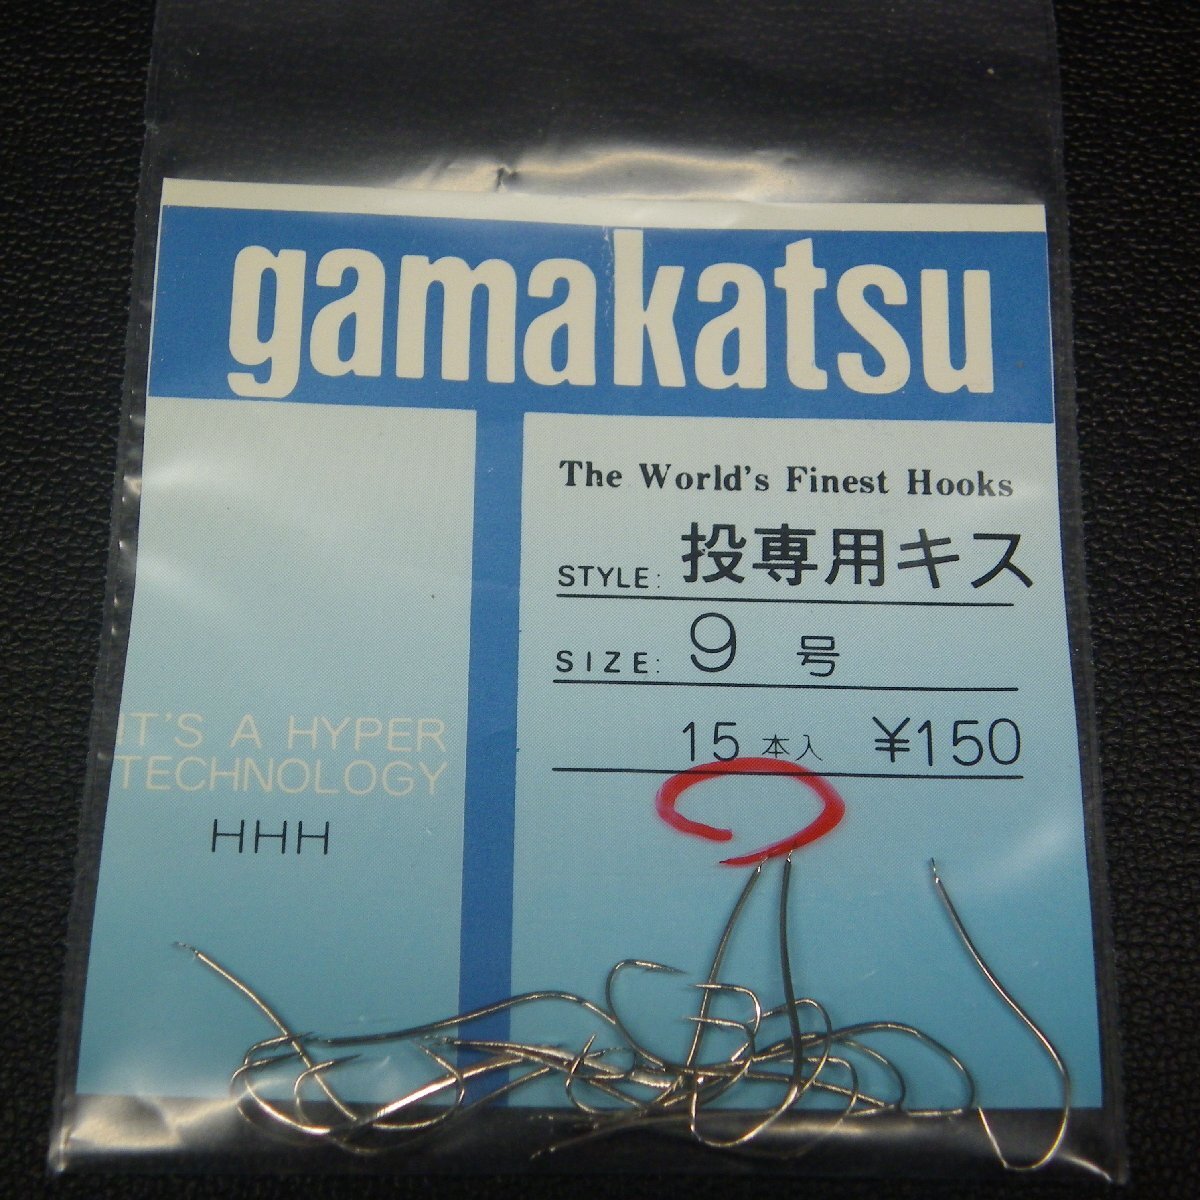 gamakatsu
The World's Finest Hooks
STYLE: 投専用キス
SIZE: 9 号
15 本入 ¥150
IT'S A HYPER
TECHNOLOGY
HHH